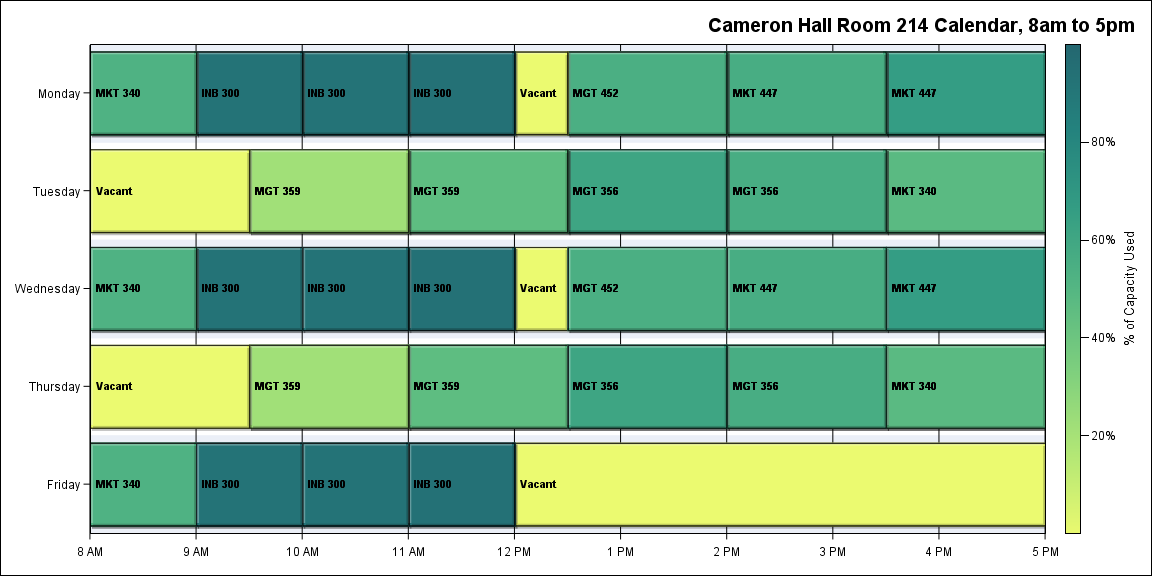 Cameron Hall Room 214 Calendar, 8am to 5pm
Monday
MKT 340
INB 300
INB 300
INB 300
Vacant
MGT 452
MKT 447
MKT 447
80%
Tuesday
Vacant
MGT 359
MGT 359
MGT 356
MGT 356
MKT 340
60%
Wednesday
MKT 340
INB 300
INB 300
INB 300
Vacant
MGT 452
MKT 447
MKT 447
% of Capacity Used
40%
Thursday
Vacant
MGT 359
MGT 359
MGT 356
MGT 356
MKT 340
20%
Friday
MKT 340
INB 300
INB 300
INB 300
Vacant
8 AM
9 AM
10 AM
11 AM
12 PM
1 PM
2 PM
3 PM
4 PM
5 PM